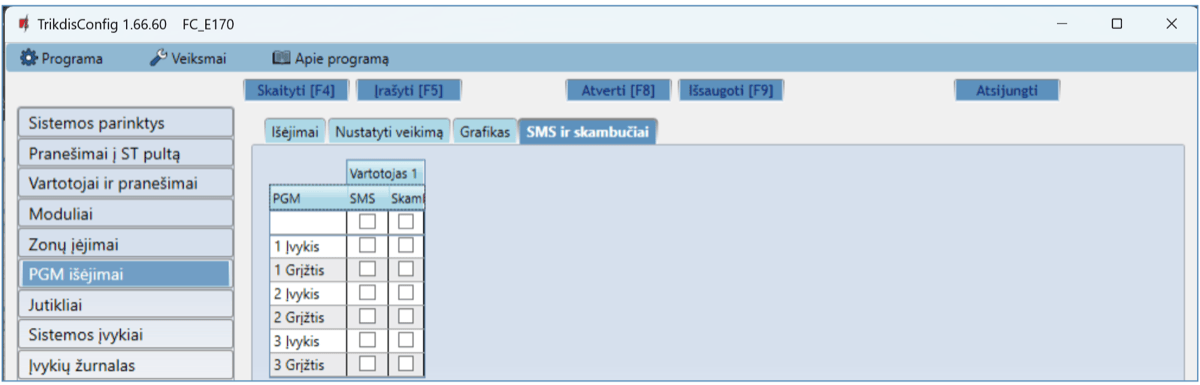 TrikdisConfig 1.66.60 FC_E170
Programa Veiksmai Apie programą
Skaityti [F4] Įrašyti [F5] Atverti [F8] Išsaugoti [F9] Atsijungti
Sistemos parinktys
Pranešimai į ST pultą
Vartotojai ir pranešimai
Moduliai
Zonų įėjimai
PGM išėjimai
Jutikliai
Sistemos įvykiai
Įvykių žurnalas
Išėjimai Nustatyti veikimą Grafikas SMS ir skambučiai
Vartotojas 1
PGM SMS Skaml
1 Įvykis
1 Grįžtis
2 Įvykis
2 Grįžtis
3 Įvykis
3 Grįžtis